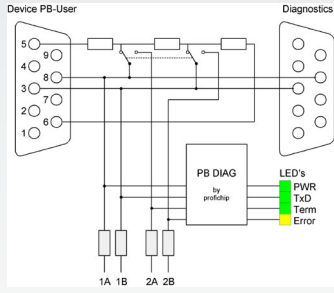 Device PB-User
Diagnostics
5
9
4
8
3
7
2
6
1
PB DIAG
by
profichip
LED's
PWR
TxD
Term
Error
1A 1B 2A 2B